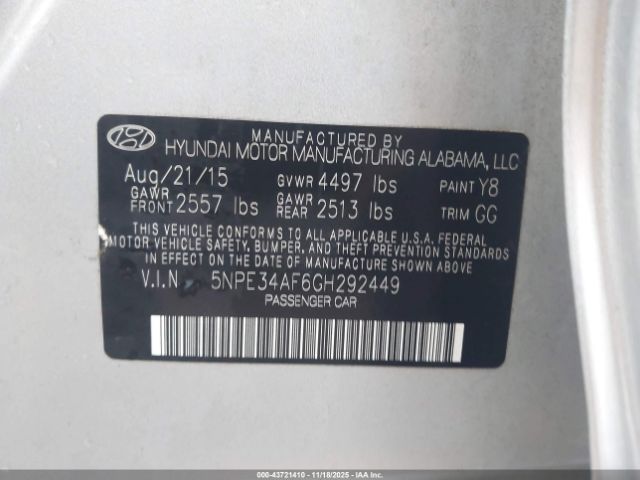 MANUFACTURED BY
HYUNDAI MOTOR MANUFACTURING ALABAMA, LLC
Aug/21/15 GVWR 4497 lbs PAINT Y8
GAWR FRONT 2557 lbs GAWR REAR 2513 lbs TRIM GG
THIS VEHICLE CONFORMS TO ALL APPLICABLE U.S.A. FEDERAL
MOTOR VEHICLE SAFETY, BUMPER, AND THEFT PREVENTION STANDARDS
IN EFFECT ON THE DATE OF MANUFACTURE SHOWN ABOVE.
V.I.N 5NPE34AF6GH292449
PASSENGER CAR
000-43721410 | 11/18/2025 | IAAI.COM